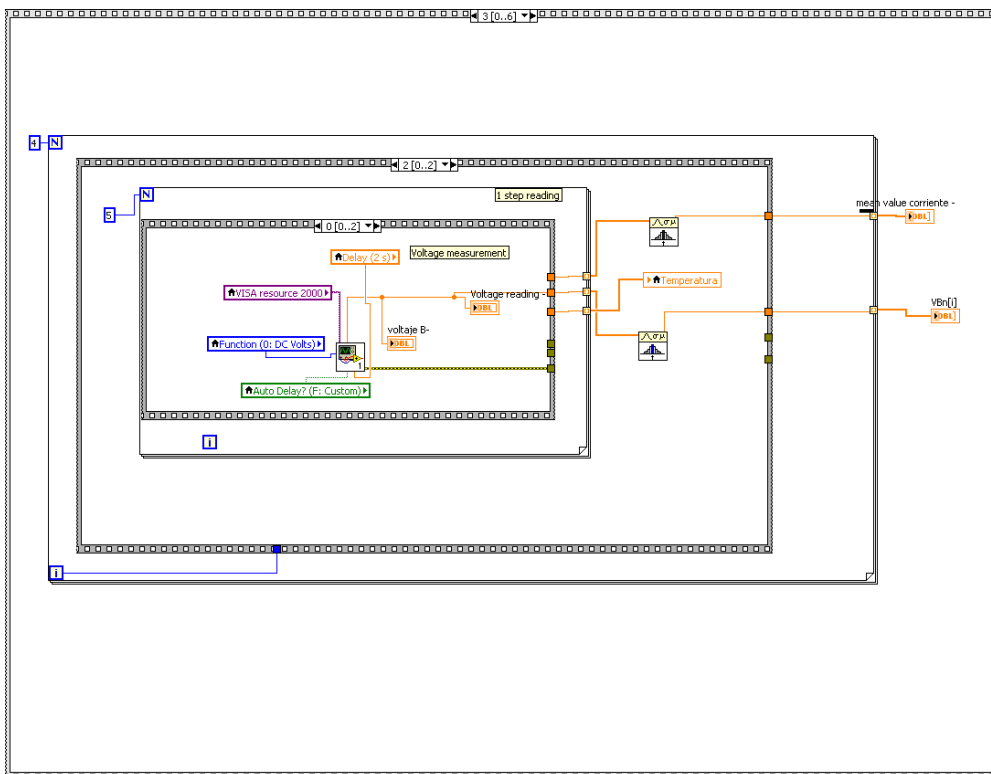 3 [0..6]
4
N
2 [0..2]
N
1 step reading
5
0 [0..2]
mean value corriente -
DBL]
Delay (2 s)
Voltage measurement
Temperatura
VISA resource 2000
Voltage reading -
DBL
VBn[i]
DBL]
voltaje B-
DBL
Function (0: DC Volts)
1
Auto Delay? (F: Custom)
i
i